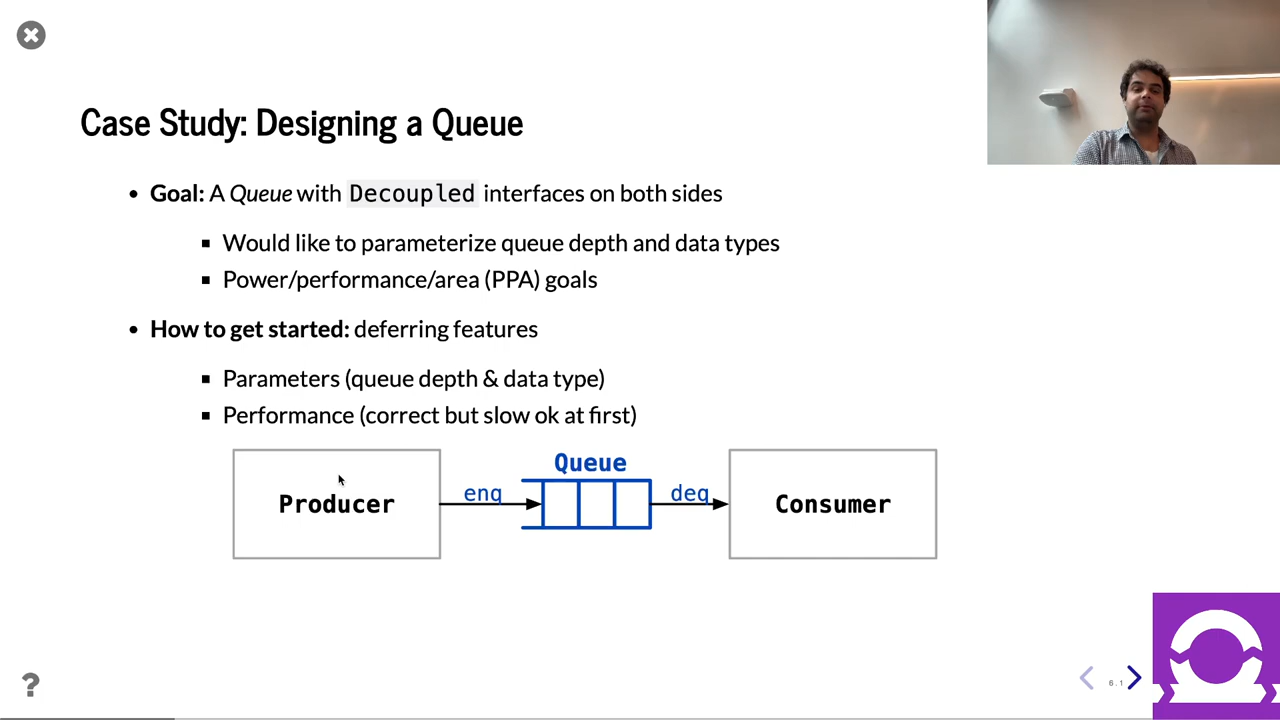 Case Study: Designing a Queue
Goal: A Queue with Decoupled interfaces on both sides
Would like to parameterize queue depth and data types
Power/performance/area (PPA) goals
How to get started: deferring features
Parameters (queue depth & data type)
Performance (correct but slow ok at first)
Producer
enq
Queue
deq
Consumer
6.1
?